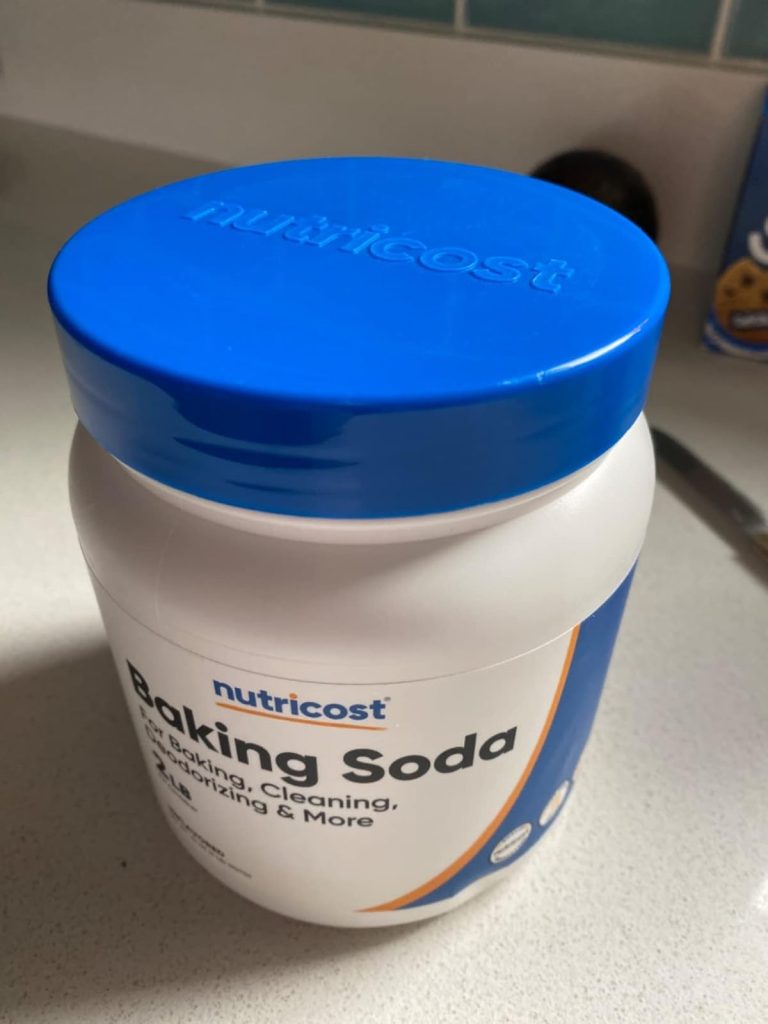 nutricost
nutricost
Baking Soda
For Baking, Cleaning,
Deodorizing & More
2 LB